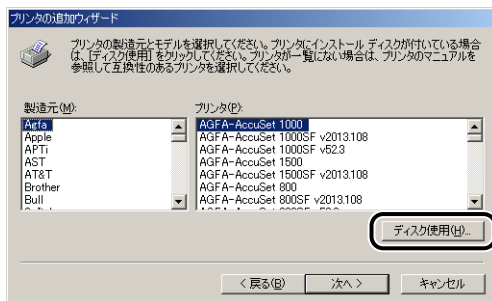 プリンタの追加ウィザード
プリンタの製造元とモデルを選択してください。プリンタにインストール ディスクが付いている場合
は、[ディスク使用] をクリックしてください。プリンタが一覧にない場合は、プリンタのマニュアルを
参照して互換性のあるプリンタを選択してください。
製造元(M):
プリンタ(P):
Agfa
Apple
APTi
AST
AT&T
Brother
Bull
AGFA-AccuSet 1000
AGFA-AccuSet 1000SF v2013.108
AGFA-AccuSet 1000SF v52.3
AGFA-AccuSet 1500
AGFA-AccuSet 1500SF v2013.108
AGFA-AccuSet 800
AGFA-AccuSet 800SF v2013.108
ディスク使用(H)...
< 戻る(B)
次へ >
キャンセル